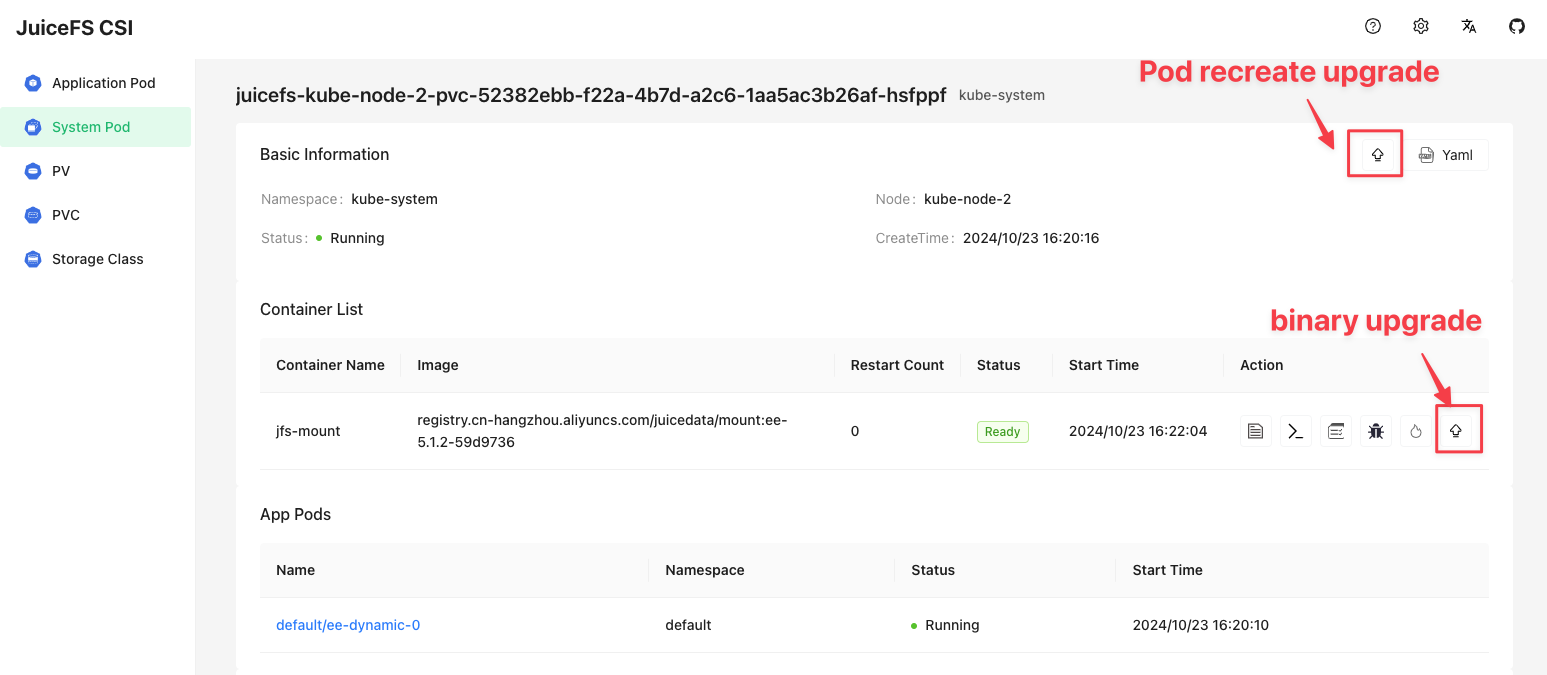 JuiceFS CSI
Application Pod
System Pod
PV
PVC
Storage Class
Pod recreate upgrade
juicefs-kube-node-2-pvc-52382ebb-f22a-4b7d-a2c6-1aa5ac3b26af-hsfppf kube-system
Basic Information
Yaml
Namespace: kube-system
Node: kube-node-2
Status: Running
CreateTime: 2024/10/23 16:20:16
Container List
binary upgrade
Container Name Image Restart Count Status Start Time Action
jfs-mount registry.cn-hangzhou.aliyuncs.com/juicedata/mount:ee-
5.1.2-59d9736 0 Ready 2024/10/23 16:22:04
App Pods
Name Namespace Status Start Time
default/ee-dynamic-0 default Running 2024/10/23 16:20:10